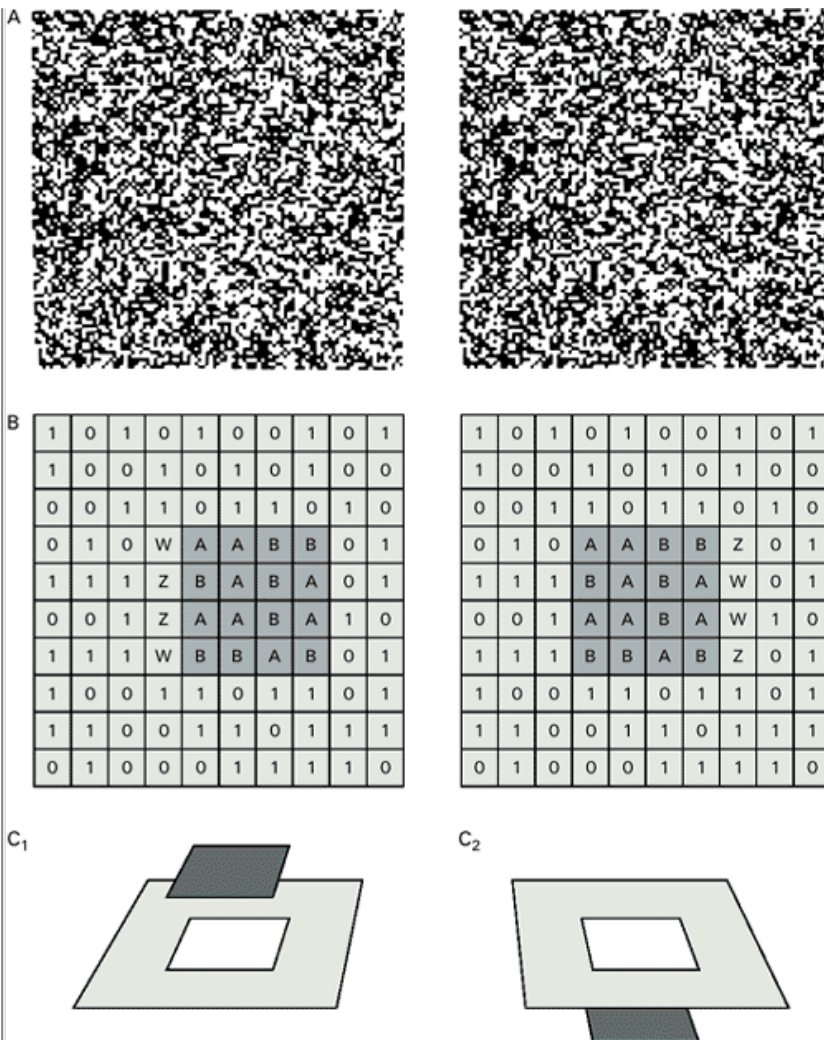 A
B
1 0 1 0 1 0 0 1 0 1
1 0 0 1 0 1 0 1 0 0
0 0 1 1 0 1 1 0 1 0
0 1 0 W A A B B 0 1
1 1 1 Z B A B A 0 1
0 0 1 Z A A B A 1 0
1 1 1 W B B A B 0 1
1 0 0 1 1 0 1 1 0 1
1 1 0 0 1 1 0 1 1 1
0 1 0 0 0 1 1 1 1 0
1 0 1 0 1 0 0 1 0 1
1 0 0 1 0 1 0 1 0 0
0 0 1 1 0 1 1 0 1 0
0 1 0 A A B B Z 0 1
1 1 1 B A B A W 0 1
0 0 1 A A B A W 1 0
1 1 1 B B A B Z 0 1
1 0 0 1 1 0 1 1 0 1
1 1 0 0 1 1 0 1 1 1
0 1 0 0 0 1 1 1 1 0
C₁
C₂